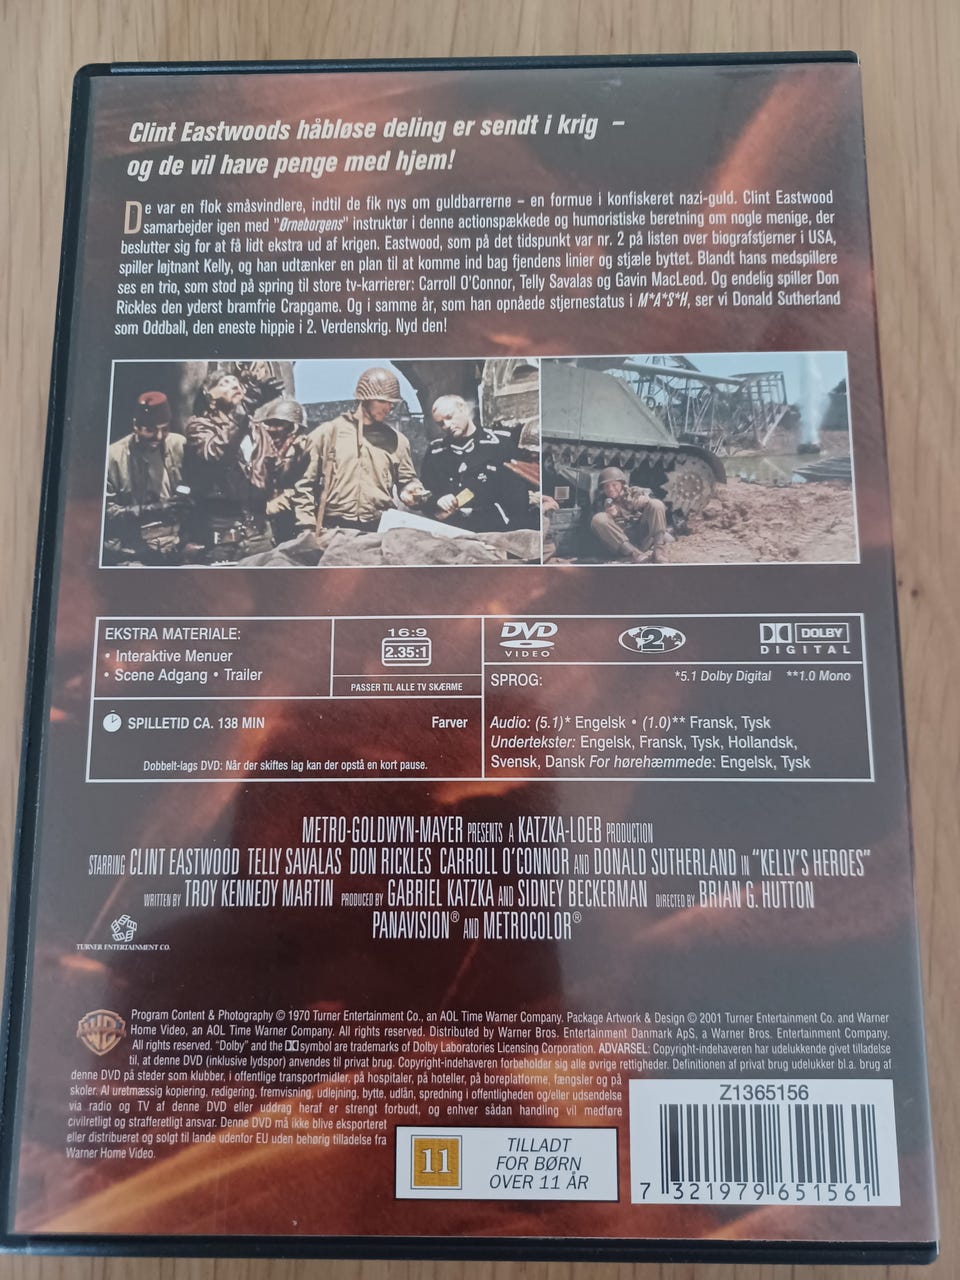 Clint Eastwoods håbløse deling er sendt i krig –
og de vil have penge med hjem!
De var en flok småsvindlere, indtil de fik nys om guldbarrerne – en formue i konfiskeret nazi-guld. Clint Eastwood
samarbejder igen med "Ørneborgens" instruktør i denne actionspækkede og humoristiske beretning om nogle menige, der
beslutter sig for at få lidt ekstra ud af krigen. Eastwood, som på det tidspunkt var nr. 2 på listen over biografstjerner i USA,
spiller løjtnant Kelly, og han udtænker en plan til at komme ind bag fjendens linier og stjæle byttet. Blandt hans medspillere
ses en trio, som stod på spring til store tv-karrierer: Carroll O'Connor, Telly Savalas og Gavin MacLeod. Og endelig spiller Don
Rickles den yderst bramfrie Crapgame. Og i samme år, som han opnåede stjernestatus i M*A*S*H, ser vi Donald Sutherland
som Oddball, den eneste hippie i 2. Verdenskrig. Nyd den!
EKSTRA MATERIALE:
• Interaktive Menuer
• Scene Adgang • Trailer
16:9
2.35:1
PASSER TIL ALLE TV SKÆRME
SPILLETID CA. 138 MIN
Farver
Dobbelt-lags DVD: Når der skiftes lag kan der opstå en kort pause.
DVD
VIDEO
2
DOLBY
DIGITAL
SPROG:
*5.1 Dolby Digital **1.0 Mono
Audio: (5.1)* Engelsk • (1.0)** Fransk, Tysk
Undertekster: Engelsk, Fransk, Tysk, Hollandsk,
Svensk, Dansk For hørehæmmede: Engelsk, Tysk
METRO-GOLDWYN-MAYER PRESENTS A KATZKA-LOEB PRODUCTION
STARRING CLINT EASTWOOD TELLY SAVALAS DON RICKLES CARROLL O'CONNOR AND DONALD SUTHERLAND IN "KELLY'S HEROES"
WRITTEN BY TROY KENNEDY MARTIN PRODUCED BY GABRIEL KATZKA AND SIDNEY BECKERMAN DIRECTED BY BRIAN G. HUTTON
PANAVISION® AND METROCOLOR®
TURNER ENTERTAINMENT CO.
WB
Program Content & Photography © 1970 Turner Entertainment Co., an AOL Time Warner Company. Package Artwork & Design © 2001 Turner Entertainment Co. and Warner
Home Video, an AOL Time Warner Company. All rights reserved. Distributed by Warner Bros. Entertainment Danmark ApS, a Warner Bros. Entertainment Company.
All rights reserved. "Dolby" and the DD symbol are trademarks of Dolby Laboratories Licensing Corporation. ADVARSEL: Copyright-indehaveren har udelukkende givet tilladelse
til, at denne DVD (inklusive lydspor) anvendes til privat brug. Copyright-indehaveren forbeholder sig alle øvrige rettigheder. Definitionen af privat brug udelukker bl.a. brug af
denne DVD på steder som klubber, i offentlige transportmidler, på hospitaler, på hoteller, på boreplatforme, fængsler og på
skoler. Al uretmæssig kopiering, redigering, fremvisning, udlejning, bytte, udlån, spredning i offentligheden og/eller udsendelse
via radio og TV af denne DVD eller uddrag heraf er strengt forbudt, og enhver sådan handling vil medføre
civilretligt og strafferetligt ansvar. Denne DVD må ikke blive eksporteret
eller distribueret og solgt til lande udenfor EU uden behørig tilladelse fra
Warner Home Video.
11
TILLADT
FOR BØRN
OVER 11 ÅR
Z1365156
7 321979 651561